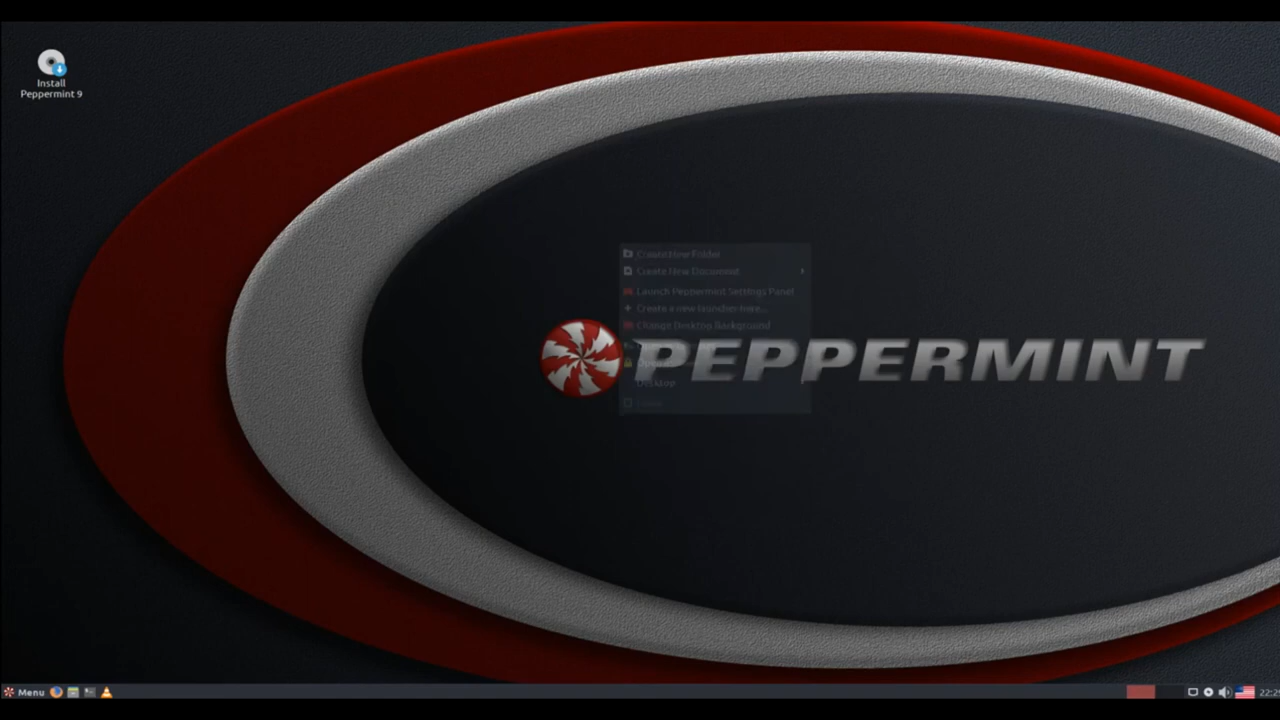 Install
Peppermint 9
Create New Folder
Create New Document
Launch Peppermint Settings Panel
Create a new launcher here...
Change Desktop Background
Desktop
PEPPERMINT
Menu